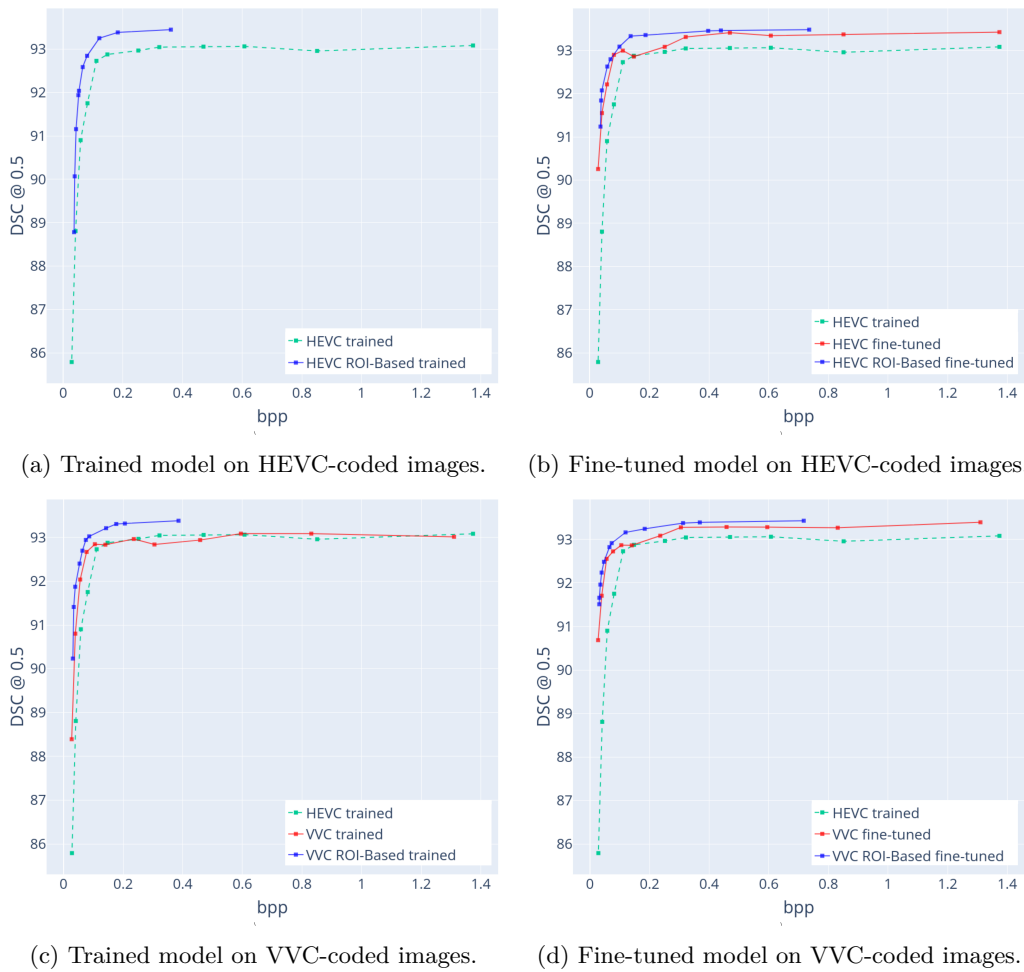 93
92
91
90
89
88
87
86
DSC @ 0.5
HEVC trained
HEVC ROI-Based trained
0 0.2 0.4 0.6 0.8 1 1.2 1.4
bpp
(a) Trained model on HEVC-coded images.
93
92
91
90
89
88
87
86
DSC @ 0.5
HEVC trained
HEVC fine-tuned
HEVC ROI-Based fine-tuned
0 0.2 0.4 0.6 0.8 1 1.2 1.4
bpp
(b) Fine-tuned model on HEVC-coded images
93
92
91
90
89
88
87
86
DSC @ 0.5
HEVC trained
VVC trained
VVC ROI-Based trained
0 0.2 0.4 0.6 0.8 1 1.2 1.4
bpp
(c) Trained model on VVC-coded images.
93
92
91
90
89
88
87
86
DSC @ 0.5
HEVC trained
VVC fine-tuned
VVC ROI-Based fine-tuned
0 0.2 0.4 0.6 0.8 1 1.2 1.4
bpp
(d) Fine-tuned model on VVC-coded images.